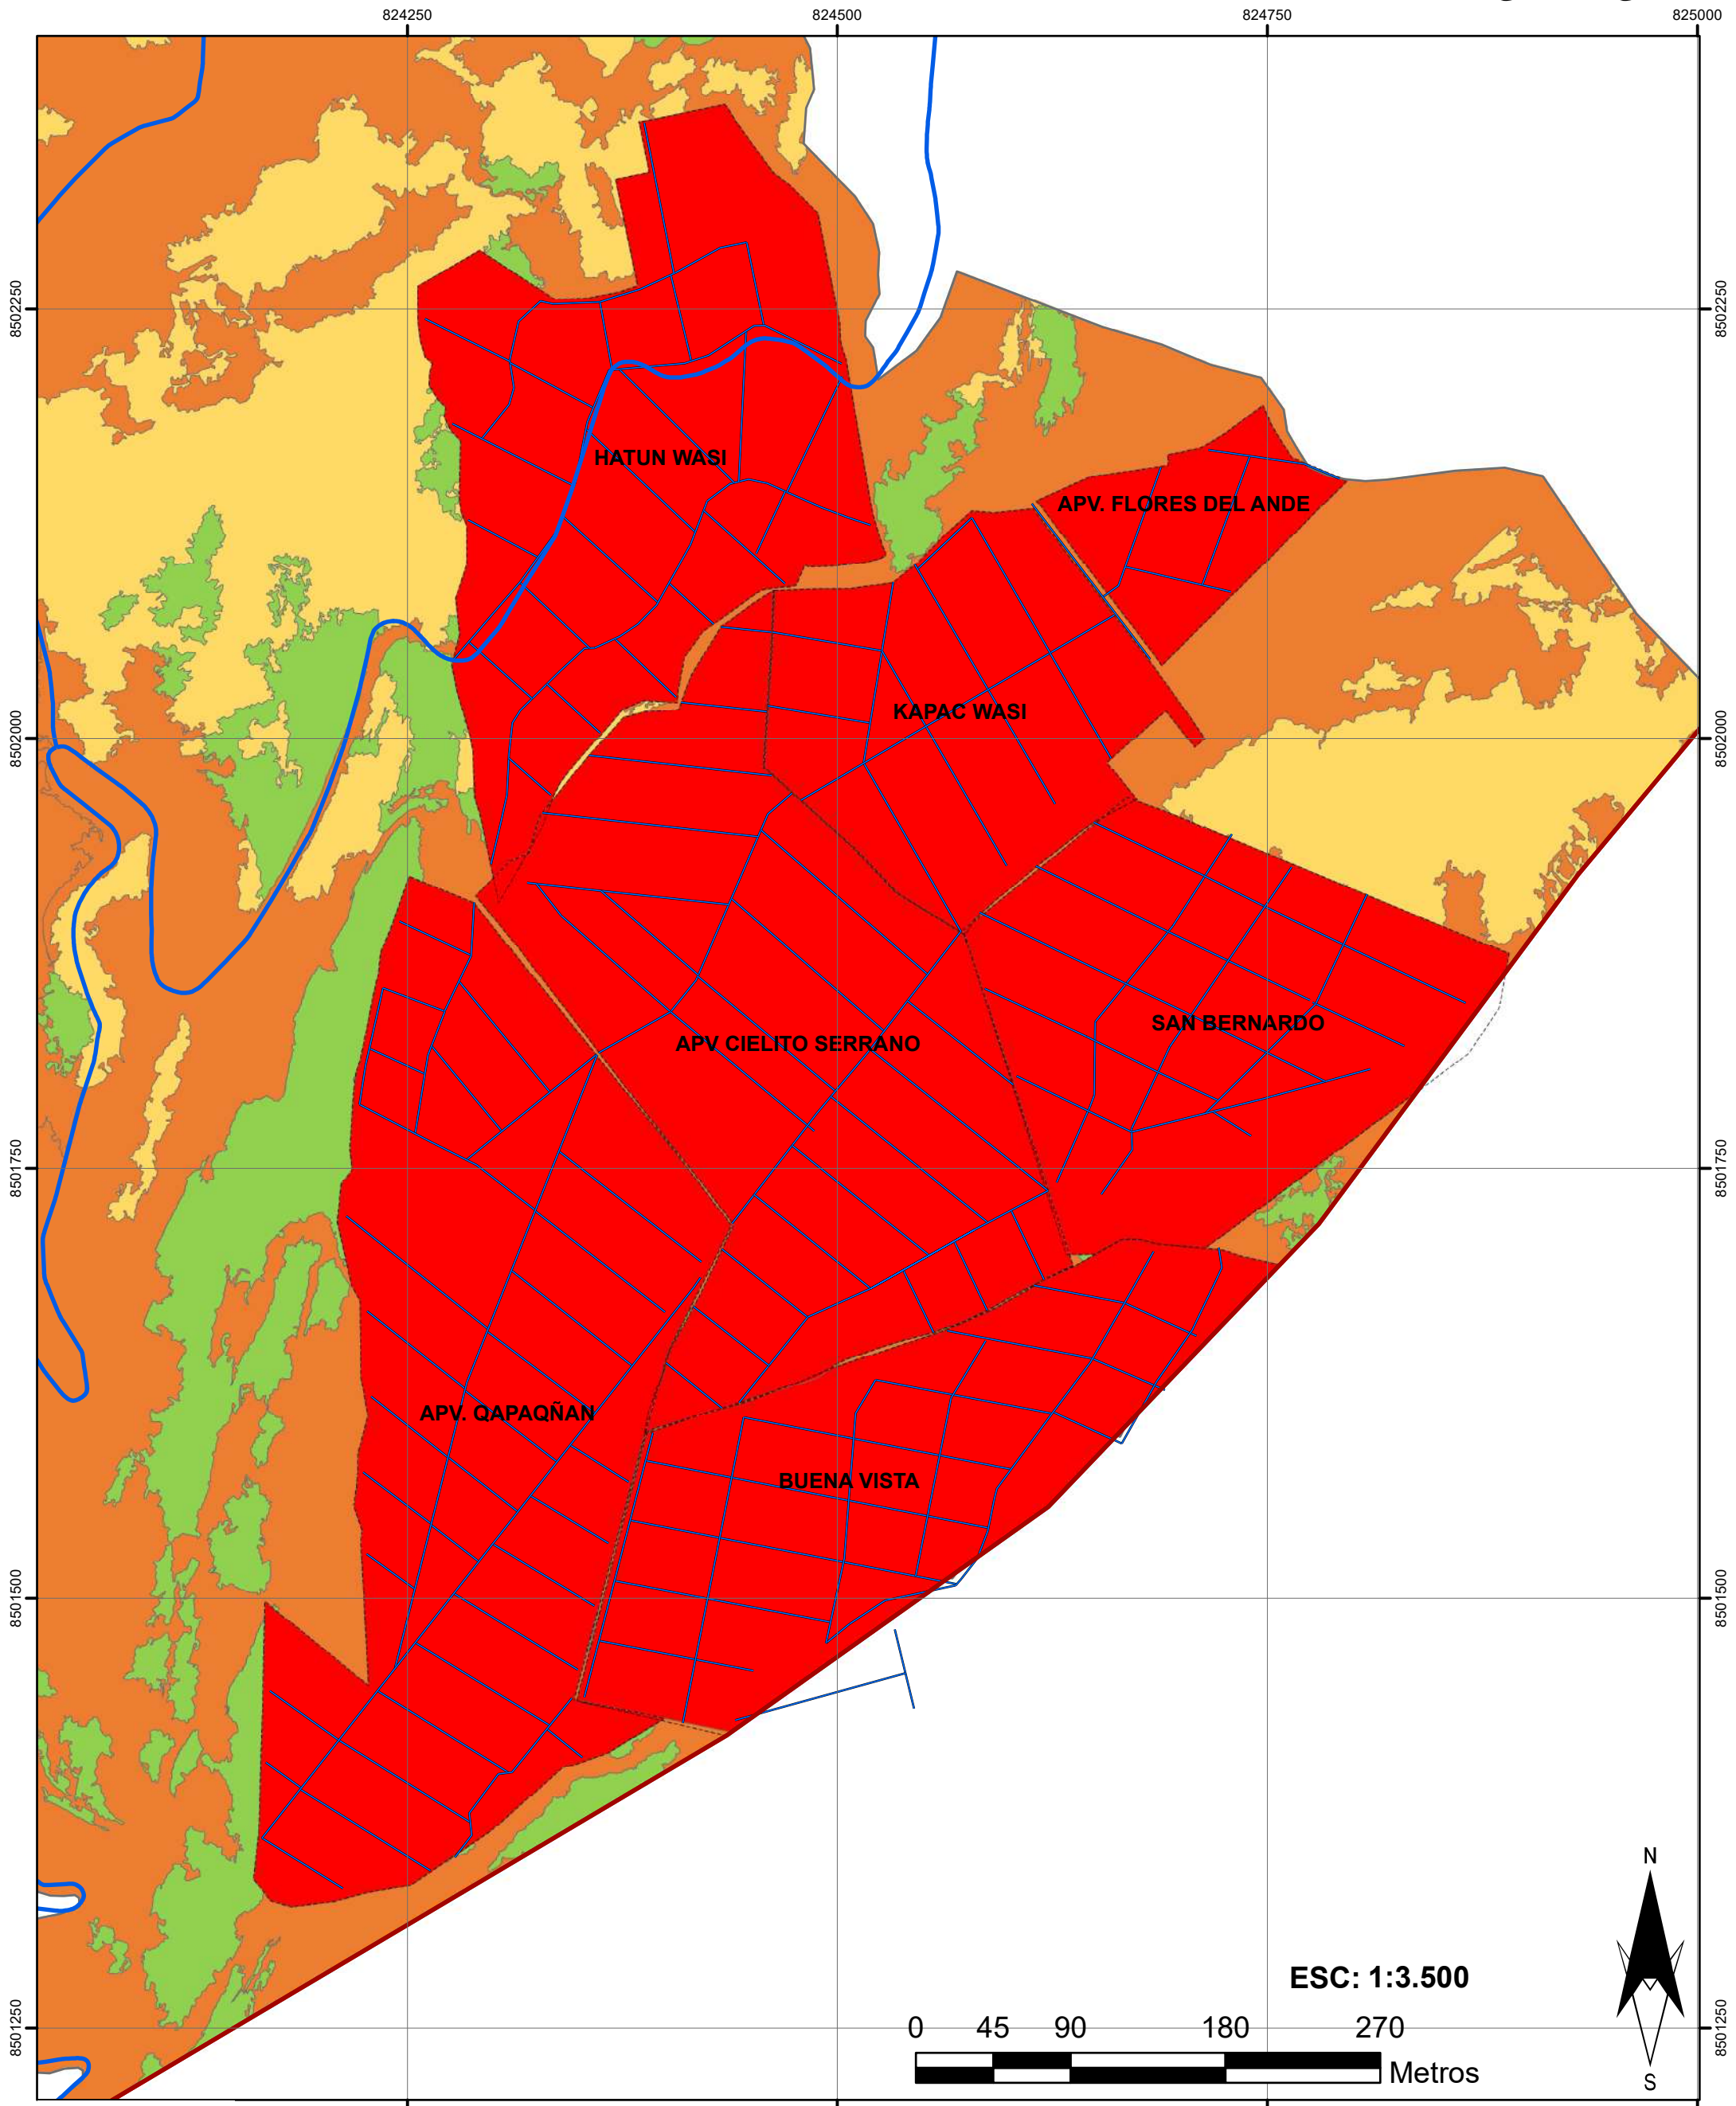 824250
824500
824750
825000
8502250
8502250
HATUN WASI
APV. FLORES DEL ANDE
KAPAC WASI
8502000
8502000
SAN BERNARDO
APV CIELITO SERRANO
8501750
8501750
APV. QAPAQÑAN
BUENA VISTA
8501500
8501500
N
ESC: 1:3.500
8501250
8501250
0 45 90 180 270
Metros
S